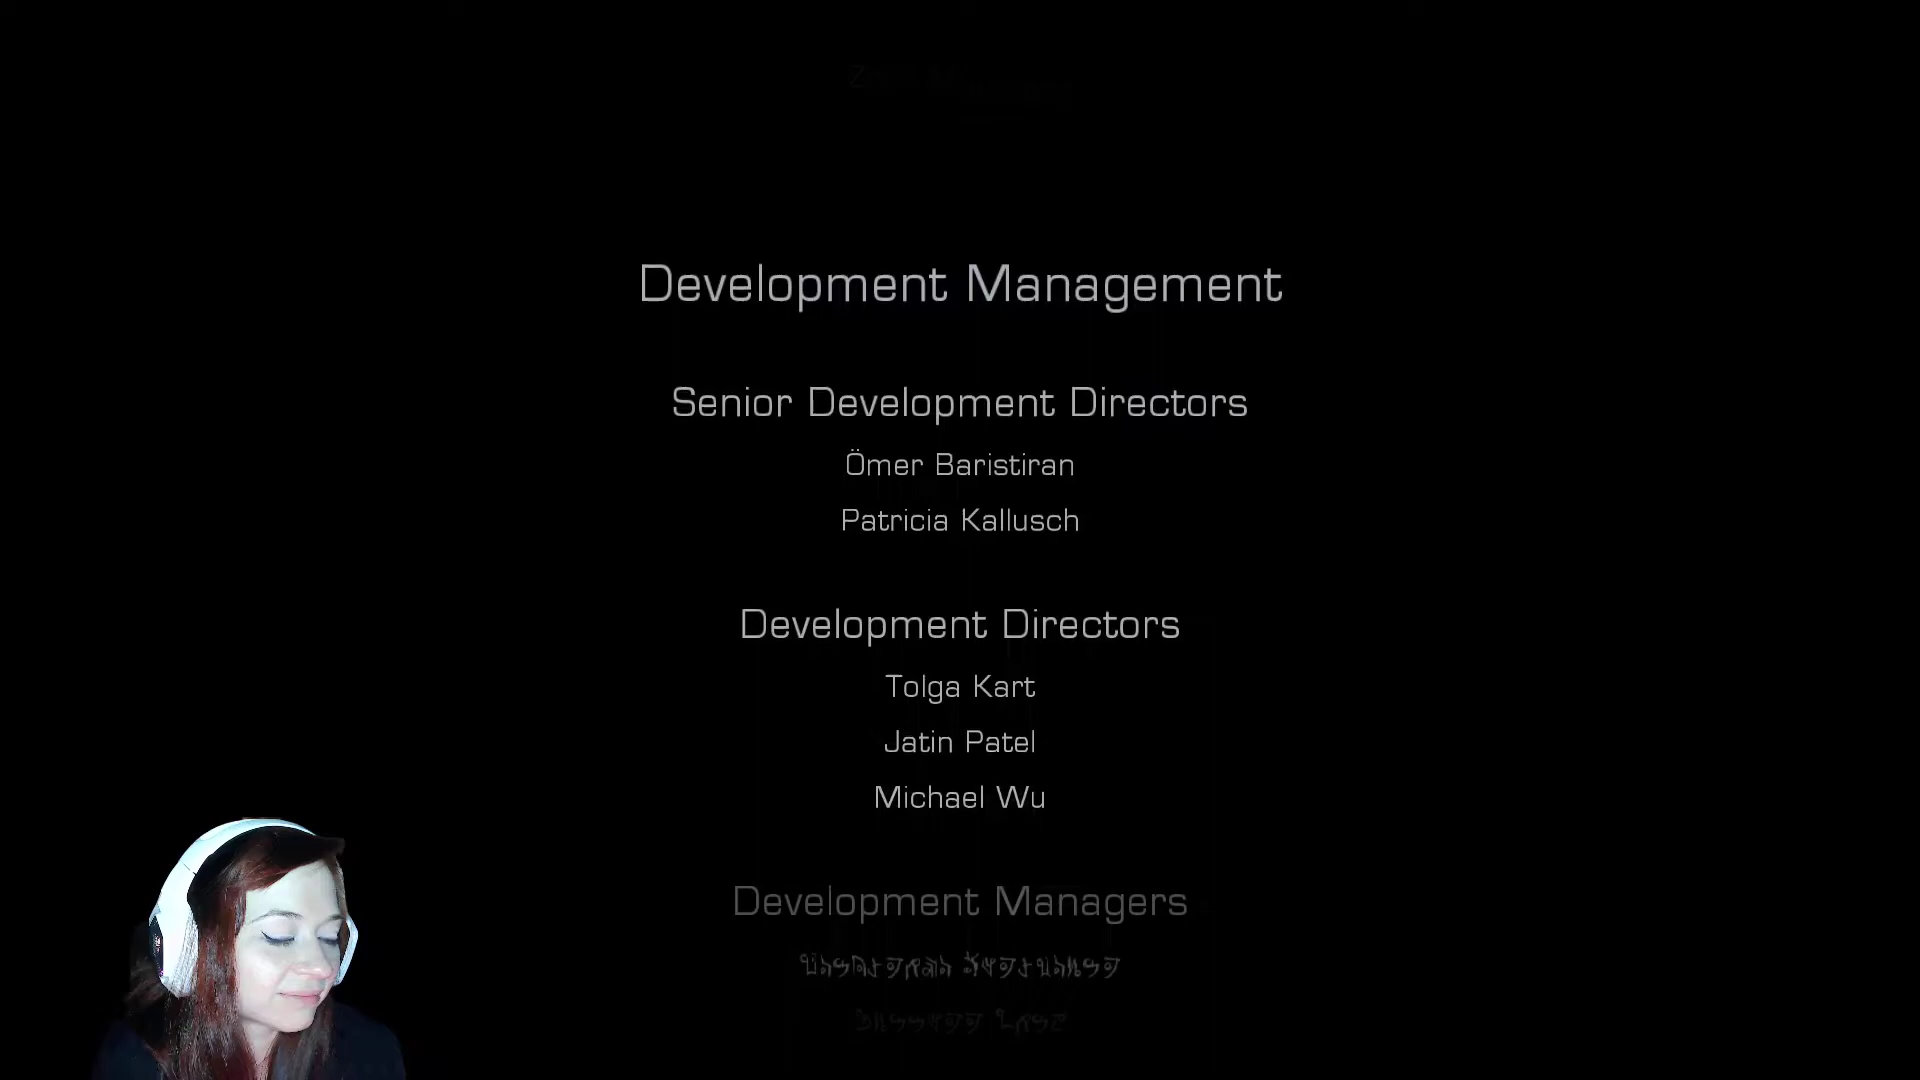 Development Management
Senior Development Directors
Ömer Baristiran
Patricia Kallusch
Development Directors
Tolga Kart
Jatin Patel
Michael Wu
Development Managers